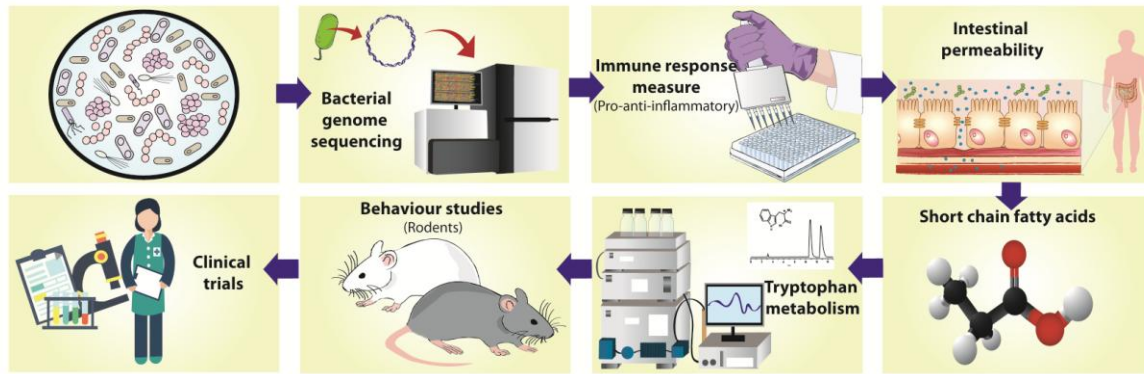 Bacterial
genome
sequencing
Immune response
measure
(Pro-anti-inflammatory)
Intestinal
permeability
Short chain fatty acids
Tryptophan
metabolism
Behaviour studies
(Rodents)
Clinical
trials